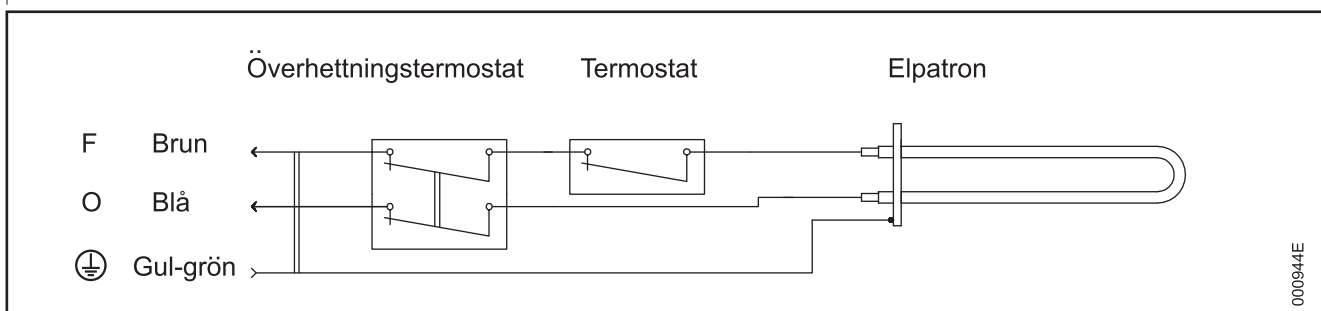 Överhettningstermostat Termostat Elpatron
F Brun
O Blå
Gul-grön
000944E